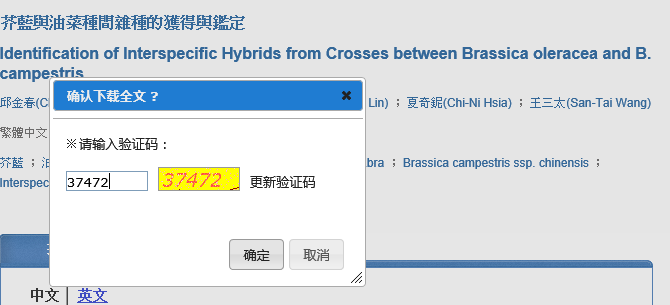 芥藍與油菜種間雜種的獲得與鑑定
Identification of Interspecific Hybrids from Crosses between Brassica oleracea and B.
campestris
确认下载全文 ?
邱金春(C
Lin) ; 夏奇鈮(Chi-Ni Hsia) ; 王三太(San-Tai Wang)
繁體中文
※请输入验证码 :
芥藍 ;
bra ; Brassica campestris ssp. chinensis ;
Interspec
37472
37472
更新验证码
确定
取消
中文 | 英文